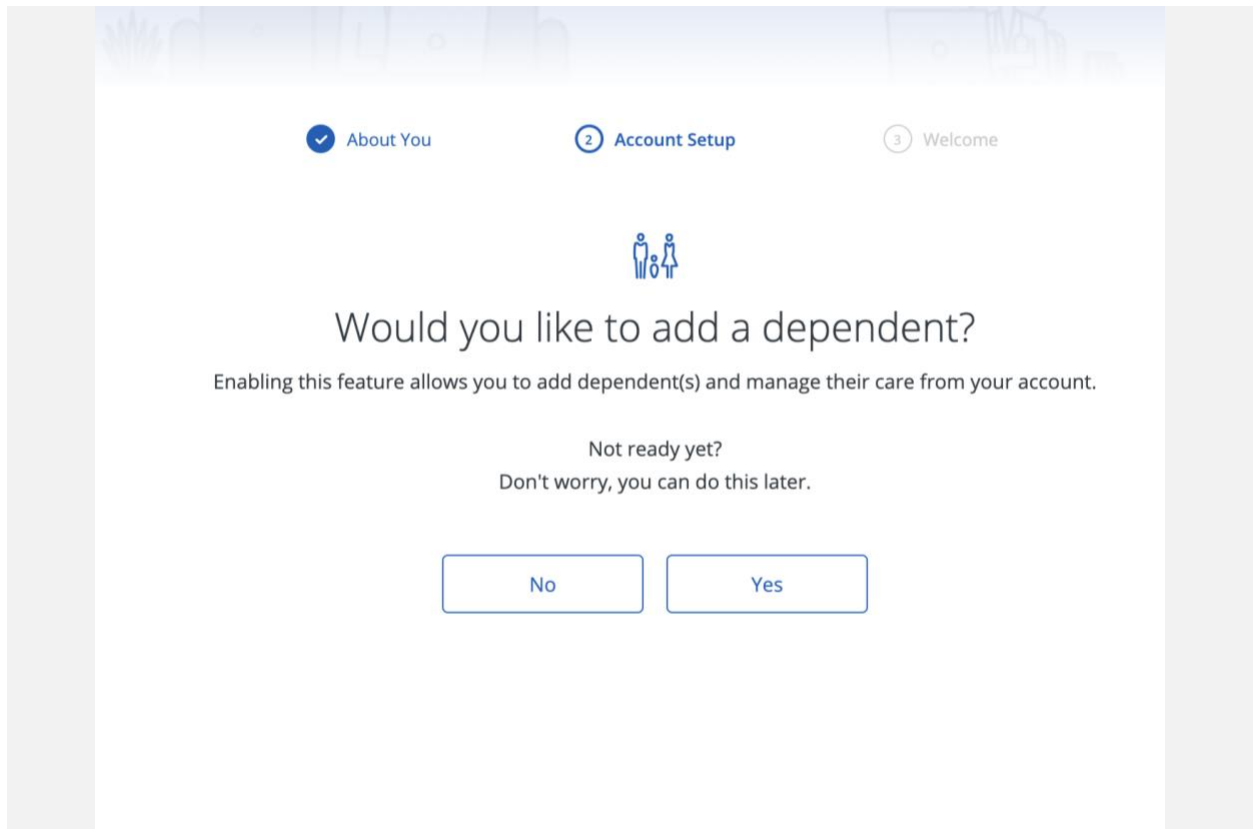 About You
2 Account Setup
3 Welcome
Would you like to add a dependent?
Enabling this feature allows you to add dependent(s) and manage their care from your account.
Not ready yet?
Don't worry, you can do this later.
No
Yes